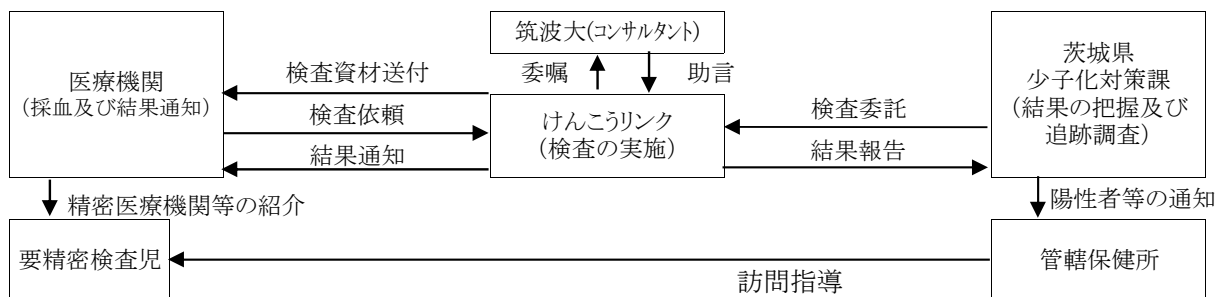 筑波大(コンサルタント)
医療機関
(採血及び結果通知)
検査資材送付
委嘱
助言
茨城県
少子化対策課
(結果の把握及び
追跡調査)
検査依頼
けんこうリンク
(検査の実施)
検査委託
結果通知
結果報告
精密医療機関等の紹介
陽性者等の通知
要精密検査児
管轄保健所
訪問指導